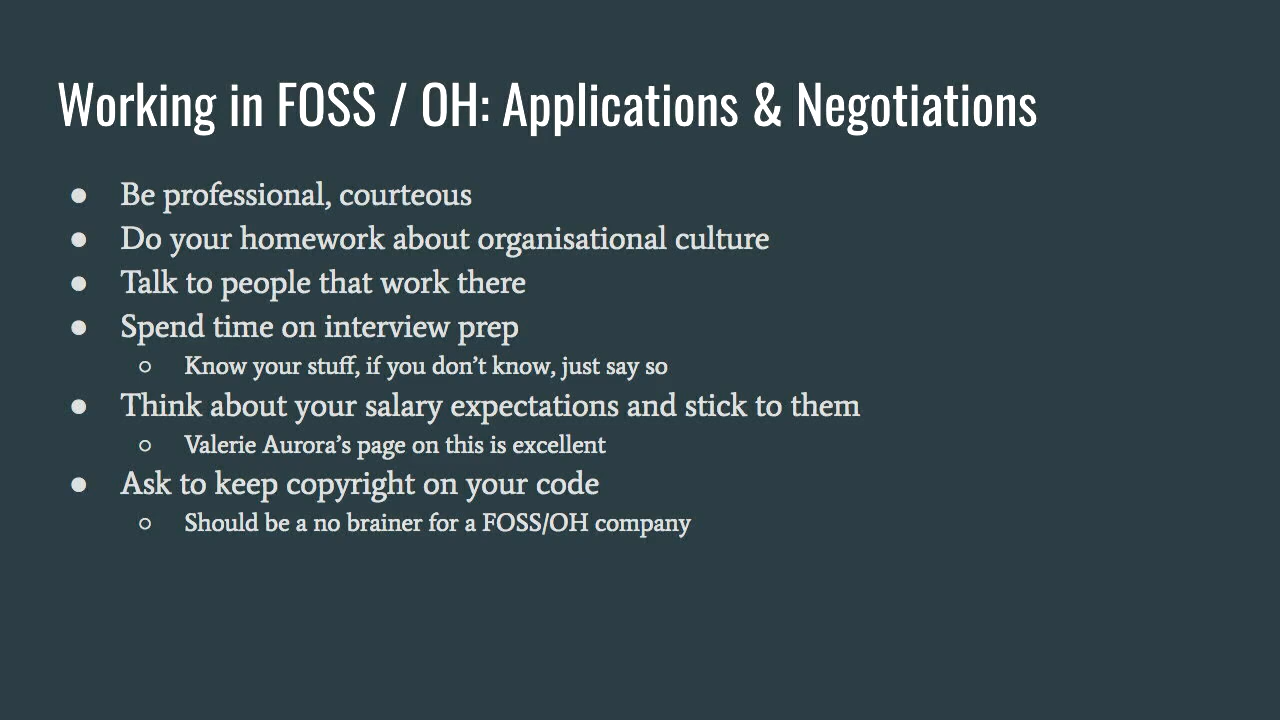 Working in FOSS / OH: Applications & Negotiations
● Be professional, courteous
● Do your homework about organisational culture
● Talk to people that work there
● Spend time on interview prep
○ Know your stuff, if you don’t know, just say so
● Think about your salary expectations and stick to them
○ Valerie Aurora’s page on this is excellent
● Ask to keep copyright on your code
○ Should be a no brainer for a FOSS/OH company